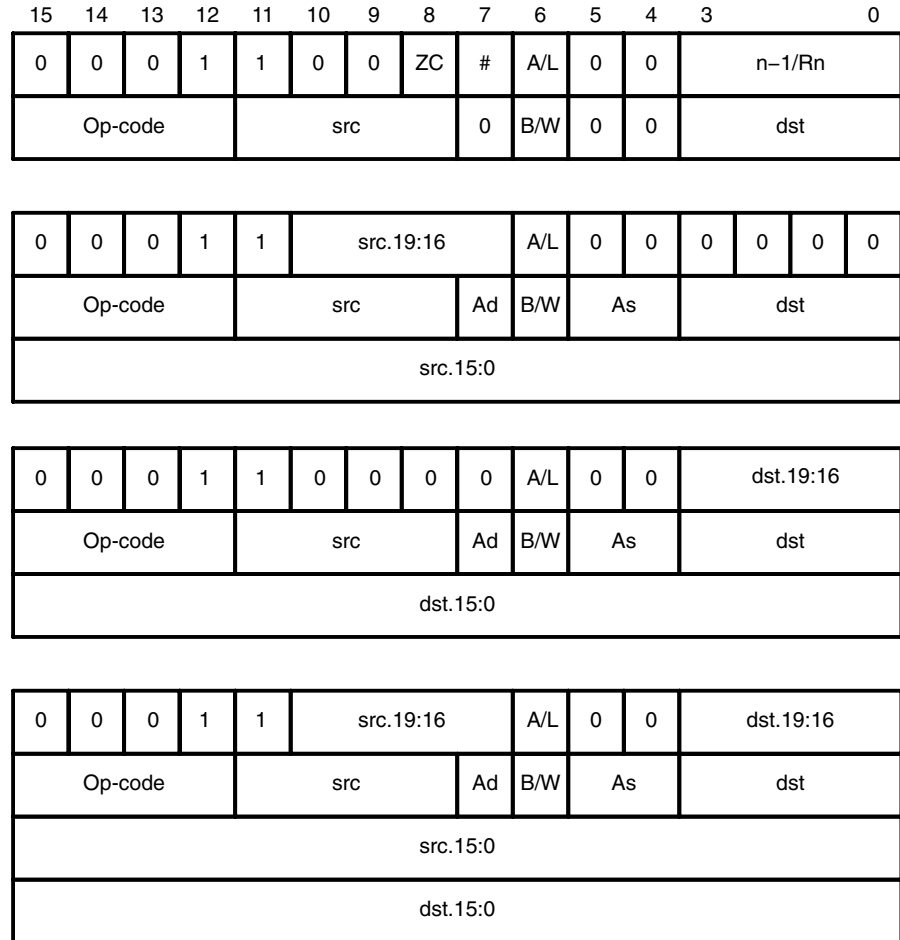 15 14 13 12 11 10 9 8 7 6 5 4 3 0
0 0 0 1 1 0 0 ZC # A/L 0 0 n−1/Rn
Op-code src 0 B/W 0 0 dst
0 0 0 1 1 src.19:16 A/L 0 0 0 0 0 0
Op-code src Ad B/W As dst
src.15:0
0 0 0 1 1 0 0 0 0 A/L 0 0 dst.19:16
Op-code src Ad B/W As dst
dst.15:0
0 0 0 1 1 src.19:16 A/L 0 0 dst.19:16
Op-code src Ad B/W As dst
src.15:0
dst.15:0